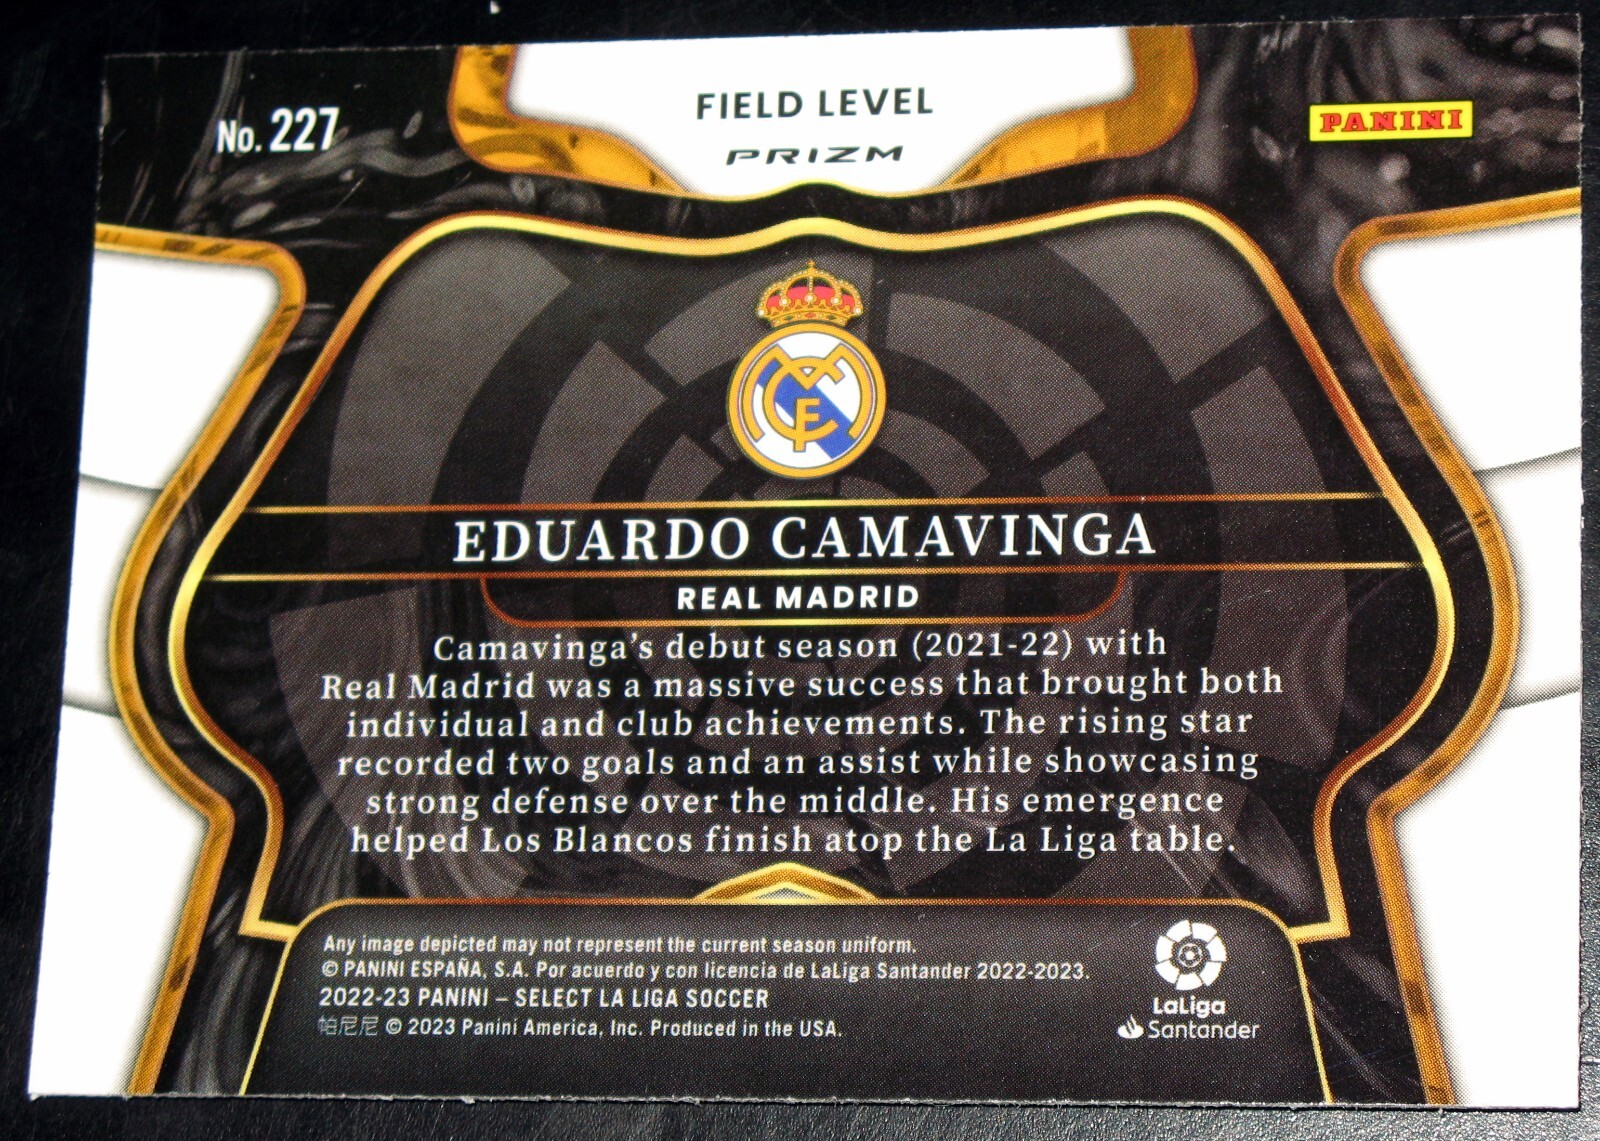 No. 227
FIELD LEVEL
PRIZM
PANINI
EDUARDO CAMAVINGA
REAL MADRID
Camavinga's debut season (2021-22) with
Real Madrid was a massive success that brought both
individual and club achievements. The rising star
recorded two goals and an assist while showcasing
strong defense over the middle. His emergence
helped Los Blancos finish atop the La Liga table.
Any image depicted may not represent the current season uniform.
© PANINI ESPAÑA, S.A. Por acuerdo y con licencia de LaLiga Santander 2022-2023.
2022-23 PANINI – SELECT LA LIGA SOCCER
帕尼尼 © 2023 Panini America, Inc. Produced in the USA.
LaLiga
Santander